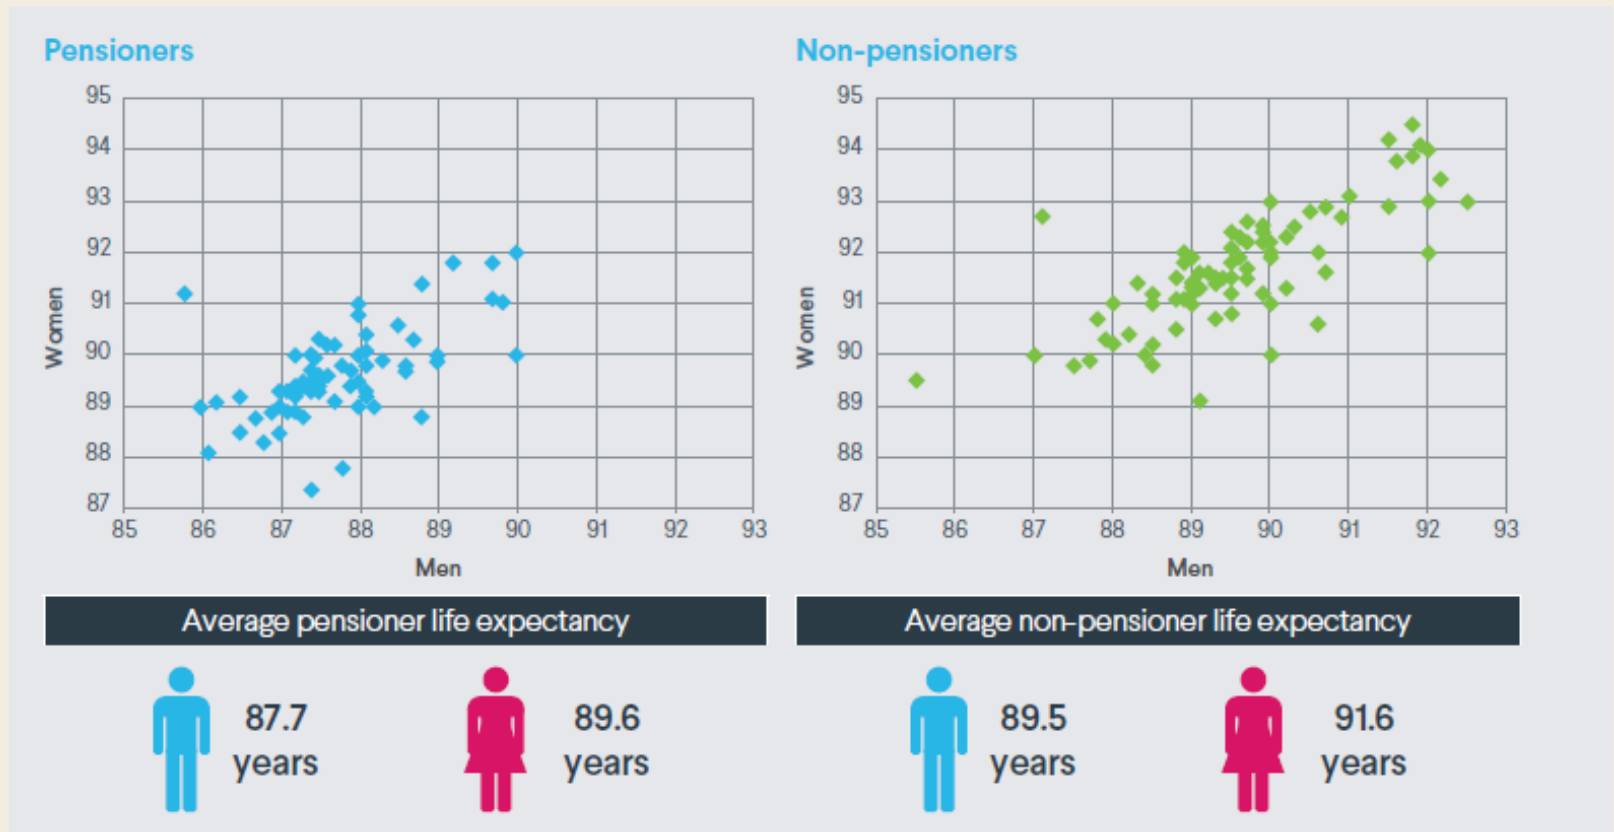 Pensioners
95
94
93
92
91
90
89
88
87
Women
85 86 87 88 89 90 91 92 93
Men
Average pensioner life expectancy
87.7
years
89.6
years
Non-pensioners
95
94
93
92
91
90
89
88
87
Women
85 86 87 88 89 90 91 92 93
Men
Average non-pensioner life expectancy
89.5
years
91.6
years